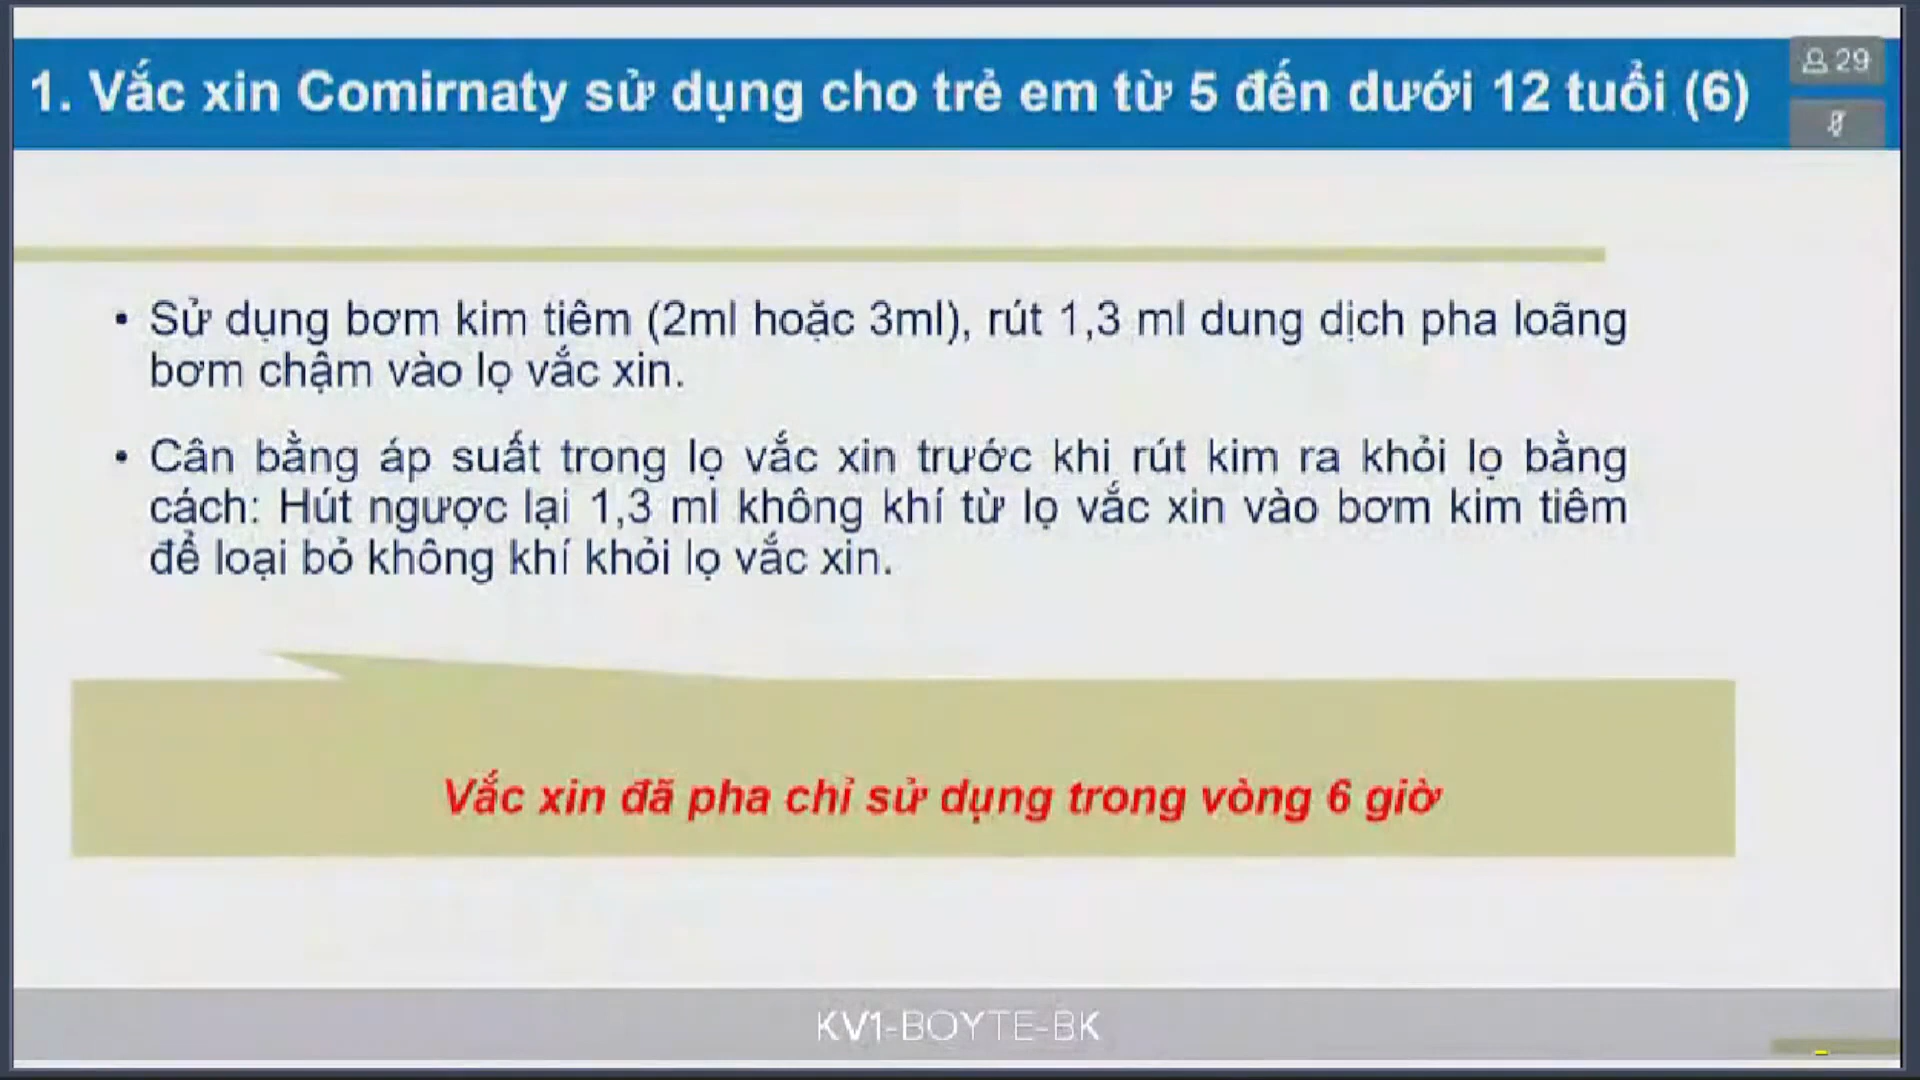 1. Vắc xin Comirnaty sử dụng cho trẻ em từ 5 đến dưới 12 tuổi (6)
29
• Sử dụng bơm kim tiêm (2ml hoặc 3ml), rút 1,3 ml dung dịch pha loãng
bơm chậm vào lọ vắc xin.
• Cân bằng áp suất trong lọ vắc xin trước khi rút kim ra khỏi lọ bằng
cách: Hút ngược lại 1,3 ml không khí từ lọ vắc xin vào bơm kim tiêm
để loại bỏ không khí khỏi lọ vắc xin.
Vắc xin đã pha chỉ sử dụng trong vòng 6 giờ
KV1-BOYTE-BK